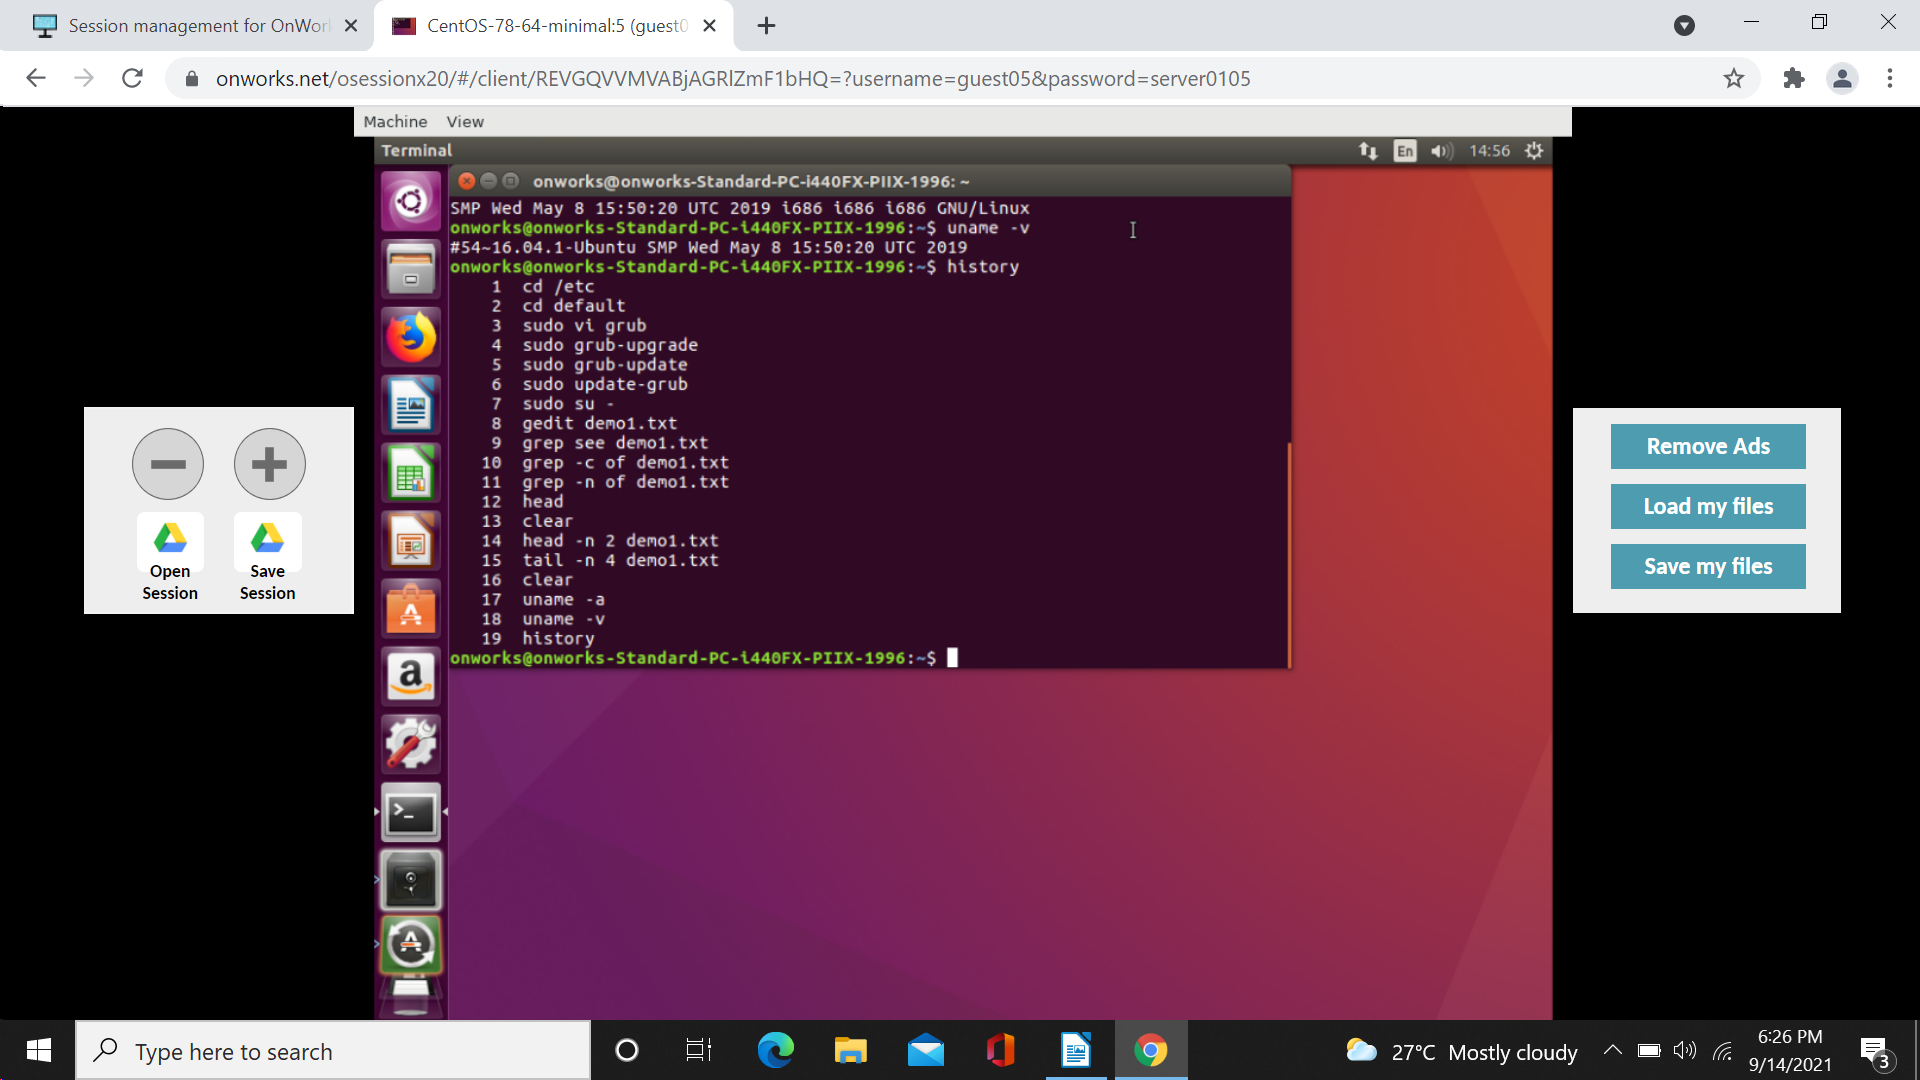 Session management for OnWor
CentOS-78-64-minimal:5 (guest0
onworks.net/osessionx20/#/client/REVGQVVMVABjAGRlZmF1bHQ=?username=guest05&password=server0105
Machine View
Terminal
En
14:56
onworks@onworks-Standard-PC-i440FX-PIIX-1996: ~
SMP Wed May 8 15:50:20 UTC 2019 i686 i686 i686 GNU/Linux
onworks@onworks-Standard-PC-i440FX-PIIX-1996:~$ uname -v
#54~16.04.1-Ubuntu SMP Wed May 8 15:50:20 UTC 2019
onworks@onworks-Standard-PC-i440FX-PIIX-1996:~$ history
1 cd /etc
2 cd default
3 sudo vi grub
4 sudo grub-upgrade
5 sudo grub-update
6 sudo update-grub
7 sudo su -
8 gedit demo1.txt
9 grep see demo1.txt
10 grep -c of demo1.txt
11 grep -n of demo1.txt
12 head
13 clear
14 head -n 2 demo1.txt
15 tail -n 4 demo1.txt
16 clear
17 uname -a
18 uname -v
19 history
onworks@onworks-Standard-PC-i440FX-PIIX-1996:~$
Open
Session
Save
Session
Remove Ads
Load my files
Save my files
Type here to search
27°C Mostly cloudy
6:26 PM
9/14/2021
3